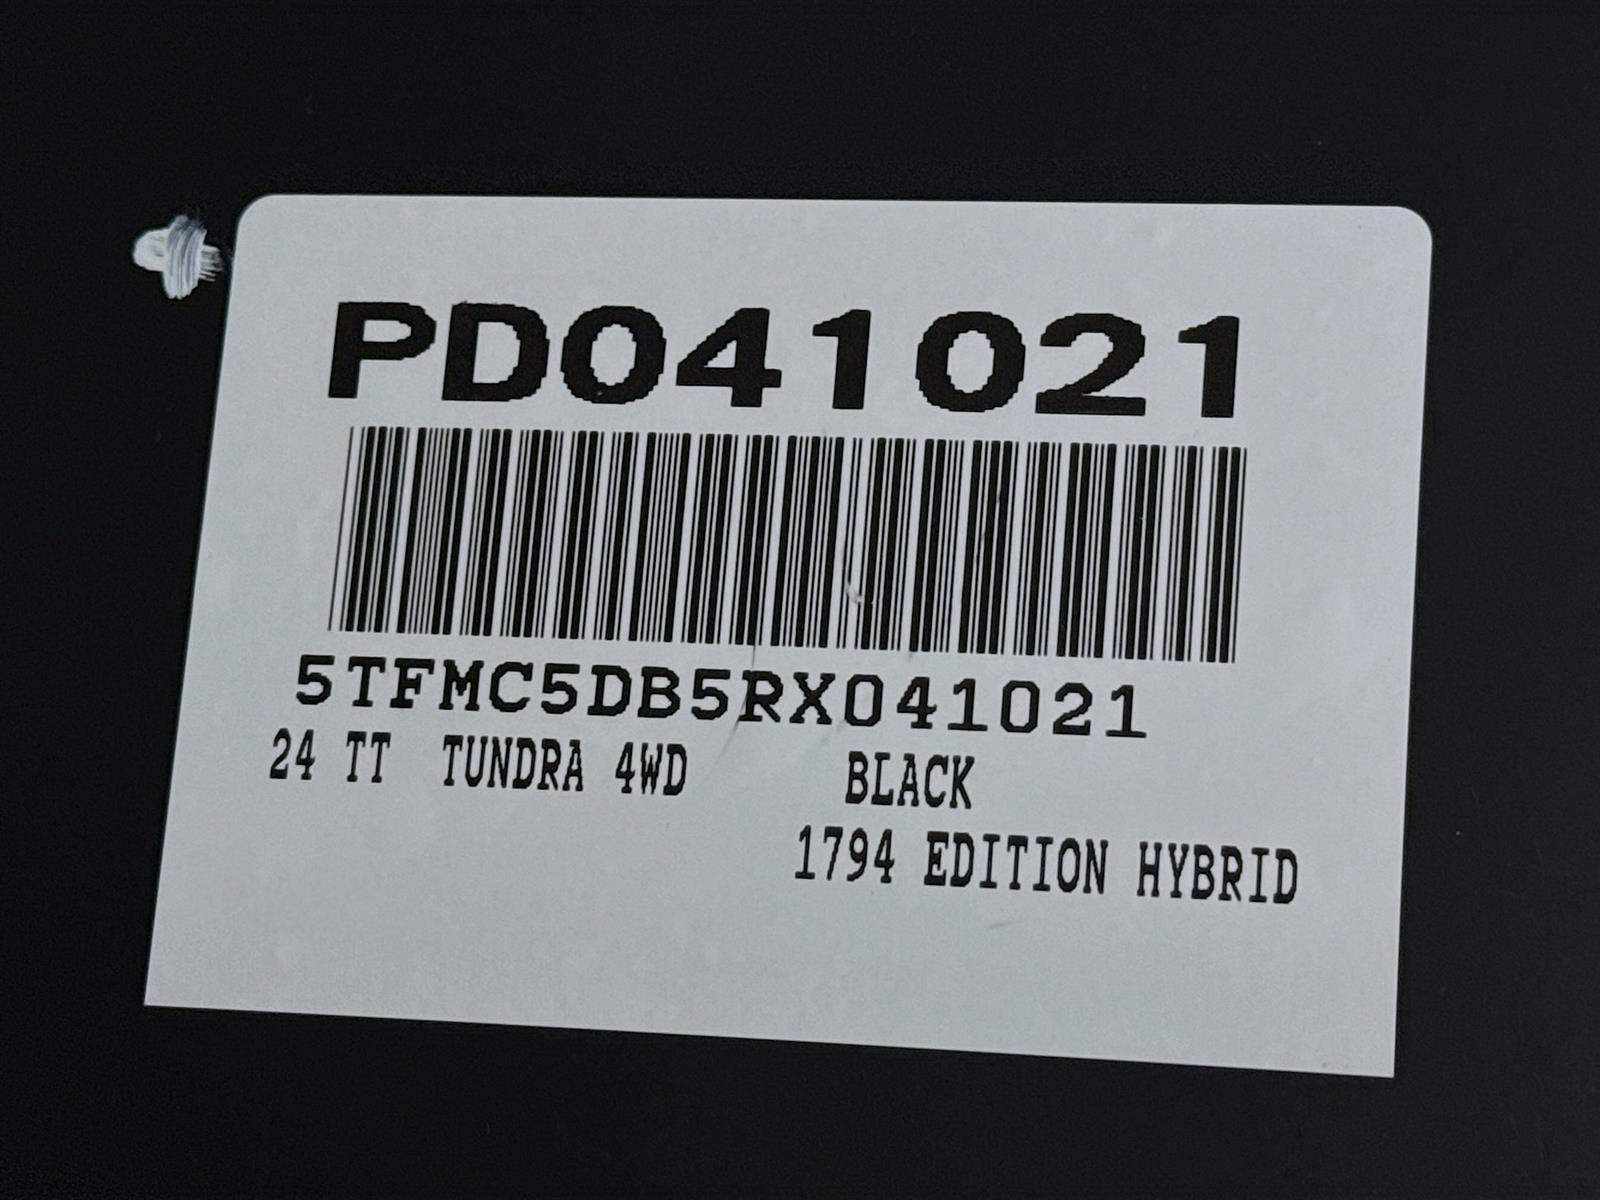 PD041021
5TFMC5DB5RX041021
24 TT TUNDRA 4WD BLACK
1794 EDITION HYBRID